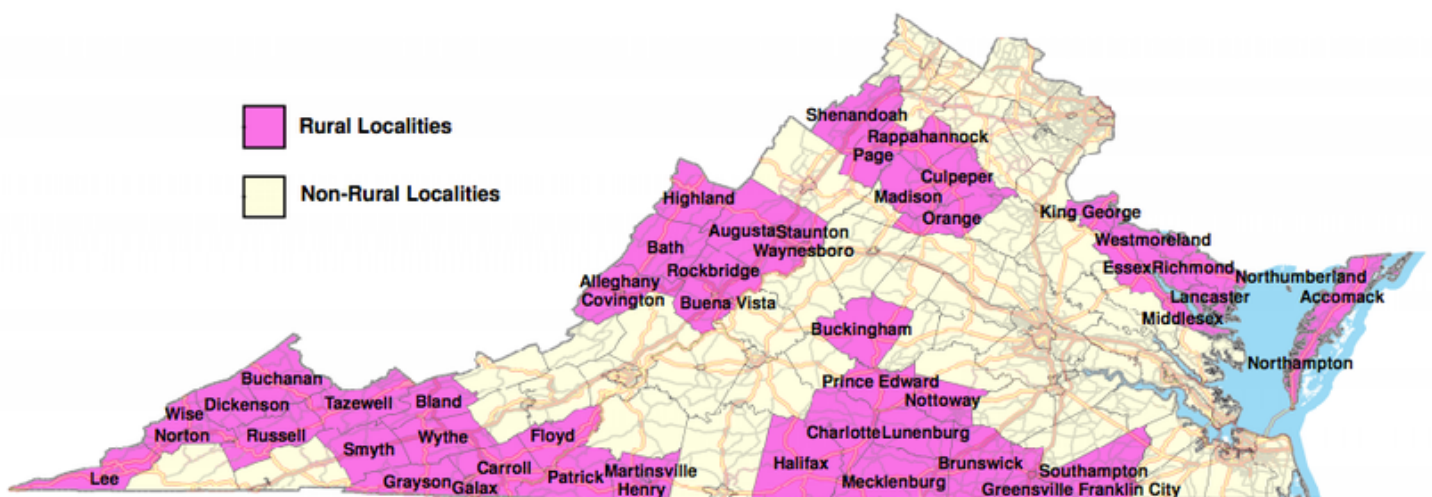 Rural Localities
Non-Rural Localities
Shenandoah
Rappahannock
Page
Culpeper
Madison
Orange
Highland
Augusta Staunton
Bath
Waynesboro
Rockbridge
Alleghany
Covington
Buena Vista
King George
Westmoreland
Essex Richmond
Northumberland
Lancaster
Accomack
Middlesex
Northampton
Buckingham
Prince Edward
Nottoway
Charlotte Lunenburg
Halifax
Brunswick
Mecklenburg
Southampton
Greensville Franklin City
Buchanan
Dickenson
Wise
Tazewell
Bland
Norton
Russell
Smyth
Wythe
Floyd
Lee
Carroll
Grayson
Galax
Patrick
Martinsville
Henry